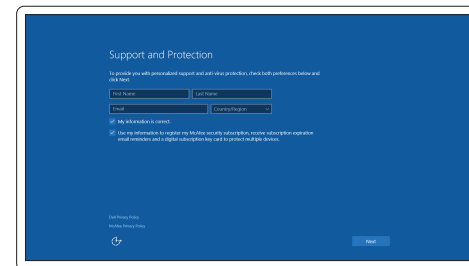 Support and Protection
To provide you with personalized support and anti-virus protection, check both preferences below and
click Next.
First Name
Last Name
Email
Country/Region
My information is correct.
Use my information to register my McAfee security subscription, receive subscription expiration
email reminders and a digital subscription key card to protect multiple devices.
Dell Privacy Policy
McAfee Privacy Policy
Next